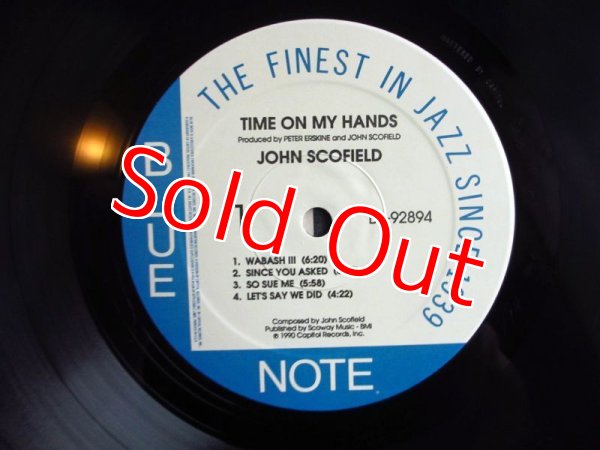 THE FINEST IN JAZZ SINCE 1939
TIME ON MY HANDS
Produced by PETER ERSKINE and JOHN SCOFIELD
JOHN SCOFIELD
-92894
1. WABASH III (6:20)
2. SINCE YOU ASKED
3. SO SUE ME (5:58)
4. LET'S SAY WE DID (4:22)
Composed by John Scofield
Published by Scoway Music - BMI
℗ 1990 Capitol Records, Inc.
BLUE
NOTE
Sold Out